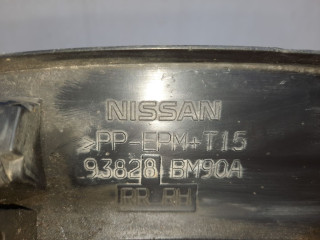 NISSAN
>PP-EPM+T15
93828 BM90A
RR RH